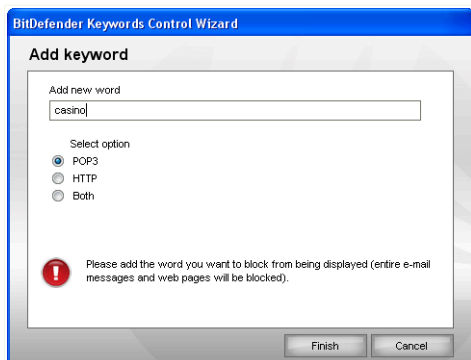 BitDefender Keywords Control Wizard
Add keyword
Add new word
casino
Select option
POP3
HTTP
Both
Please add the word you want to block from being displayed (entire e-mail
messages and web pages will be blocked).
Finish Cancel